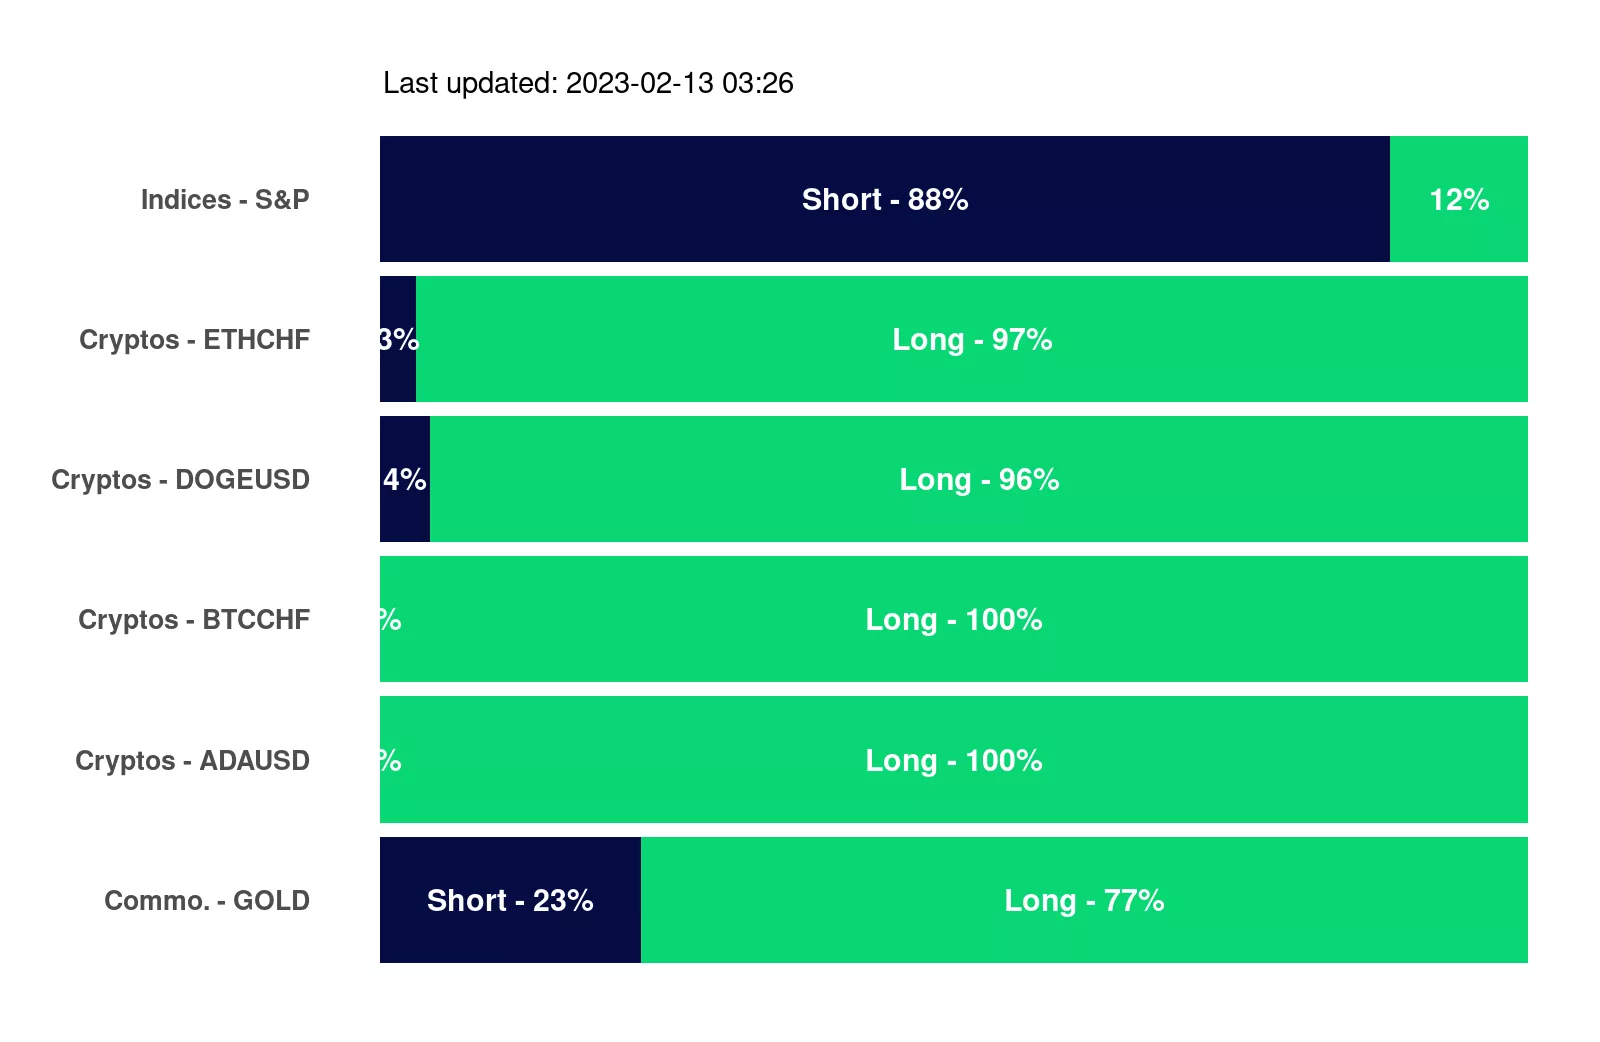 Last updated: 2023-02-13 03:26
Indices - S&P Short - 88% 12%
Cryptos - ETHCHF 3% Long - 97%
Cryptos - DOGEUSD 4% Long - 96%
Cryptos - BTCCHF % Long - 100%
Cryptos - ADAUSD % Long - 100%
Commo. - GOLD Short - 23% Long - 77%